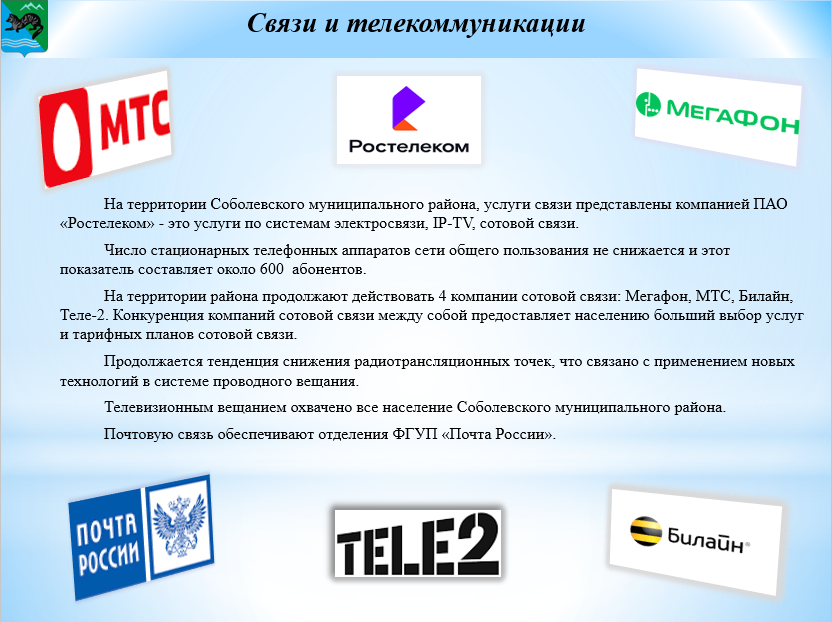 Связи и телекоммуникации
МТС
Ростелеком
МЕГАФОН
На территории Соболевского муниципального района, услуги связи представлены компанией ПАО
«Ростелеком» - это услуги по системам электросвязи, IP-TV, сотовой связи.
Число стационарных телефонных аппаратов сети общего пользования не снижается и этот
показатель составляет около 600 абонентов.
На территории района продолжают действовать 4 компании сотовой связи: Мегафон, МТС, Билайн,
Теле-2. Конкуренция компаний сотовой связи между собой предоставляет населению больший выбор услуг
и тарифных планов сотовой связи.
Продолжается тенденция снижения радиотрансляционных точек, что связано с применением новых
технологий в системе проводного вещания.
Телевизионным вещанием охвачено все население Соболевского муниципального района.
Почтовую связь обеспечивают отделения ФГУП «Почта России».
ПОЧТА
РОССИИ
TELE2
Билайн®